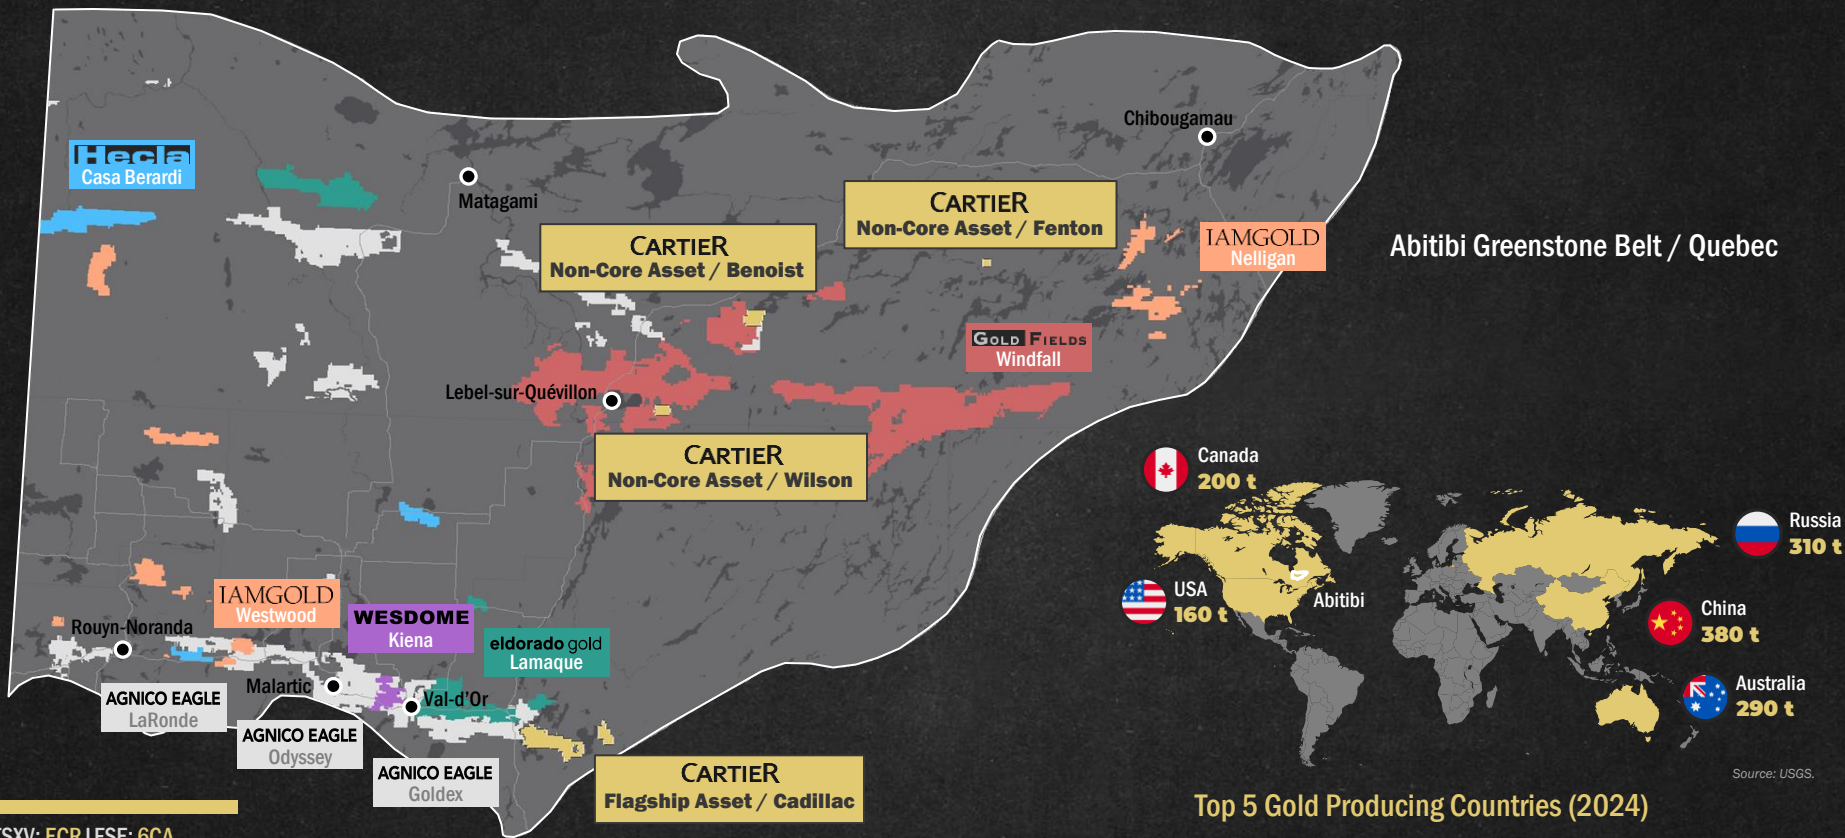 Chibougamau
Hecla
Casa Berardi
Matagami
CARTIER
Non-Core Asset / Fenton
CARTIER
Non-Core Asset / Benoist
IAMGOLD
Nelligan
Abitibi Greenstone Belt / Quebec
GOLD FIELDS
Windfall
Lebel-sur-Quévillon
CARTIER
Non-Core Asset / Wilson
Canada
200 t
Russia
310 t
USA
160 t
Abitibi
China
380 t
Australia
290 t
IAMGOLD
Westwood
WESDOME
Kiena
Rouyn-Noranda
eldorado gold
Lamaque
Malartic
Val-d'Or
AGNICO EAGLE
LaRonde
AGNICO EAGLE
Odyssey
AGNICO EAGLE
Goldex
CARTIER
Flagship Asset / Cadillac
Source: USGS.
Top 5 Gold Producing Countries (2024)
TSXV: ECR | FSE: 6CA